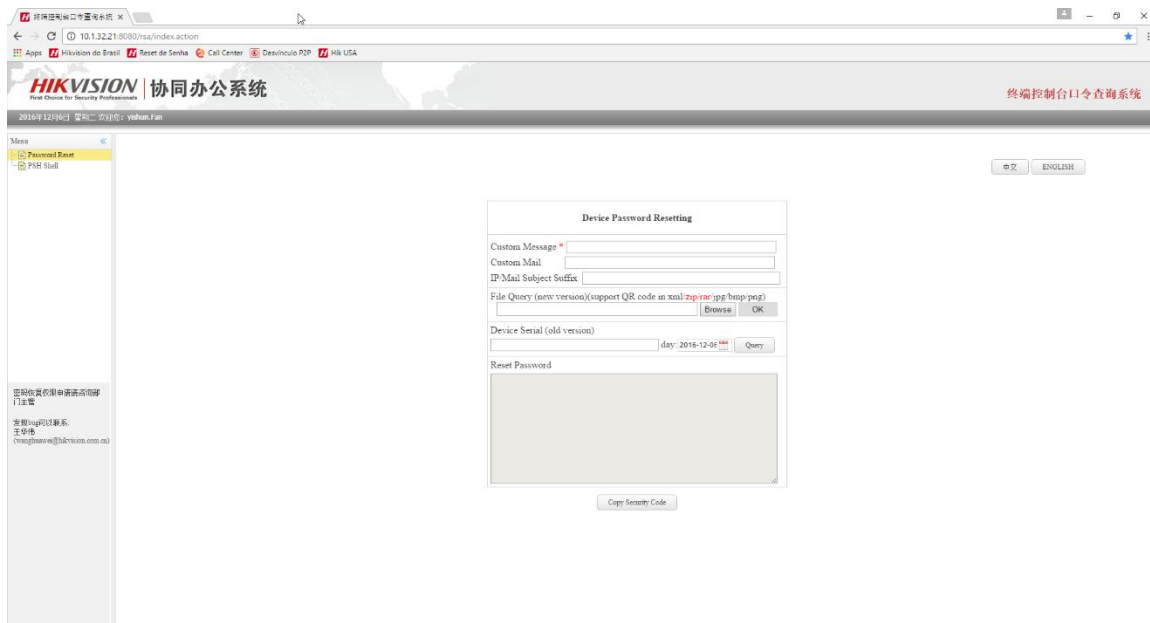 终端控制台口令查询系统
10.1.32.21:8080/rsa/index.action
Apps Hikvision do Brasil Reset de Senha Call Center Desvinculo P2P Hik USA
HIKVISION 协同办公系统
First Choice for Security Professionals
终端控制台口令查询系统
2016年12月6日 星期二 欢迎您: yishun.Fan
Menu
Password Reset
PSH Shell
中文 ENGLISH
Device Password Resetting
Custom Message *
Custom Mail
IP/Mail Subject Suffix
File Query (new version)(support QR code in xml/zip/rar/jpg/bmp/png)
Browse OK
Device Serial (old version)
day: 2016-12-06 Query
Reset Password
密码恢复权限申请请咨询部
门主管
发现bug可以联系.
王华伟
(wanghuawei@hikvision.com.cn)
Copy Security Code